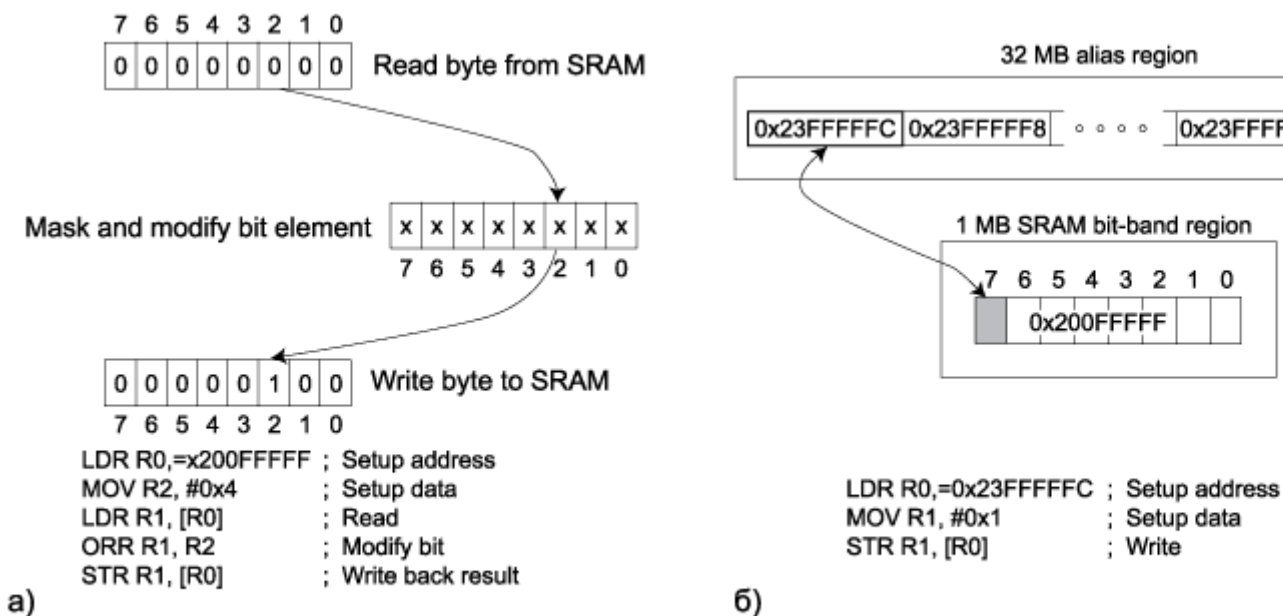 7 6 5 4 3 2 1 0
0 0 0 0 0 0 0 0 Read byte from SRAM
Mask and modify bit element x x x x x x x x
7 6 5 4 3 2 1 0
0 0 0 0 0 1 0 0 Write byte to SRAM
7 6 5 4 3 2 1 0
LDR R0,=x200FFFFF ; Setup address
MOV R2, #0x4 ; Setup data
LDR R1, [R0] ; Read
ORR R1, R2 ; Modify bit
STR R1, [R0] ; Write back result
а)
32 MB alias region
0x23FFFFFC 0x23FFFFF8 ∘ ∘ ∘ ∘ 0x23FFF
1 MB SRAM bit-band region
7 6 5 4 3 2 1 0
0x200FFFFF
LDR R0,=0x23FFFFFC ; Setup address
MOV R1, #0x1 ; Setup data
STR R1, [R0] ; Write
б)